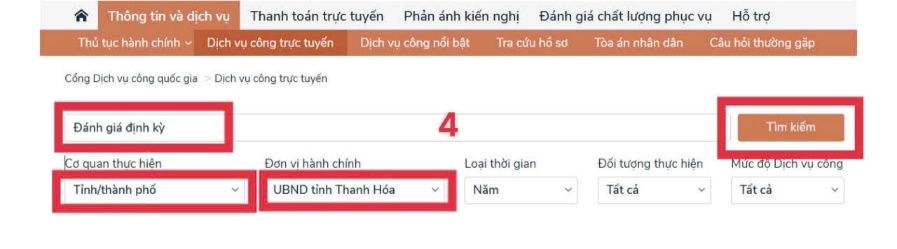 Thông tin và dịch vụ Thanh toán trực tuyến Phản ánh kiến nghị Đánh giá chất lượng phục vụ Hỗ trợ
Thủ tục hành chính Dịch vụ công trực tuyến Dịch vụ công nổi bật Tra cứu hồ sơ Tòa án nhân dân Câu hỏi thường gặp
Cổng Dịch vụ công quốc gia > Dịch vụ công trực tuyến
Đánh giá định kỳ 4 Tìm kiếm
Cơ quan thực hiện Đơn vị hành chính Loại thời gian Đối tượng thực hiện Mức độ Dịch vụ công
Tỉnh/thành phố UBND tỉnh Thanh Hóa Năm Tất cả Tất cả